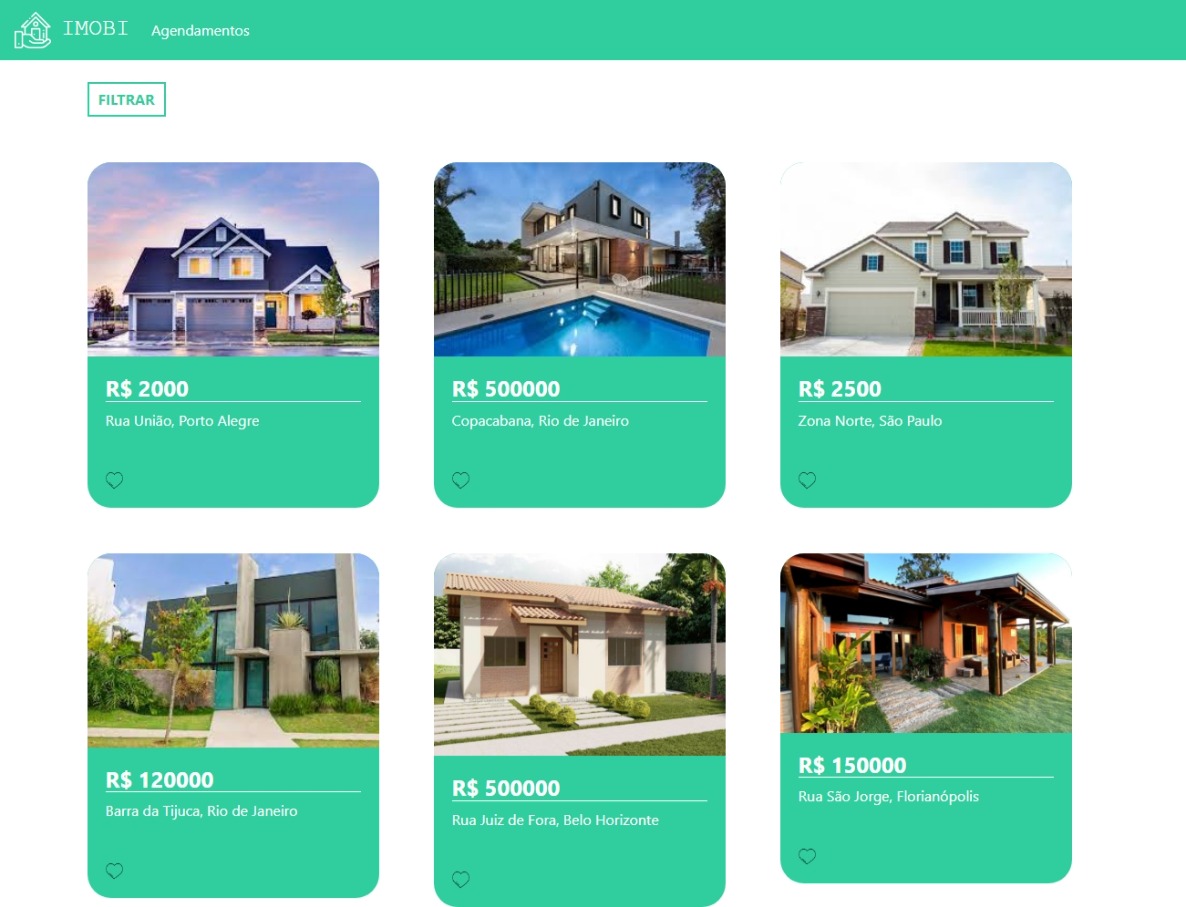 IMOBI Agendamentos
FILTRAR
R$ 2000
Rua União, Porto Alegre
R$ 500000
Copacabana, Rio de Janeiro
R$ 2500
Zona Norte, São Paulo
R$ 120000
Barra da Tijuca, Rio de Janeiro
R$ 500000
Rua Juiz de Fora, Belo Horizonte
R$ 150000
Rua São Jorge, Florianópolis